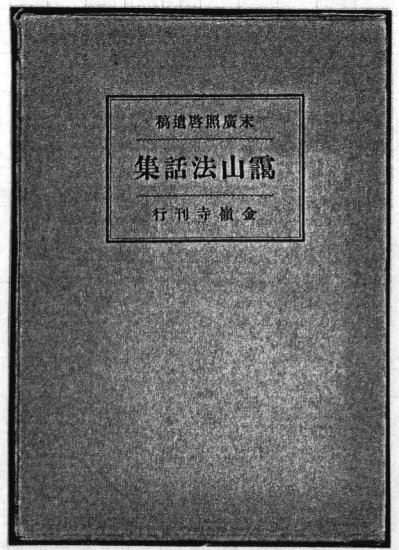 末廣照啓遺稿
靄山法話集
金嶺寺刊行